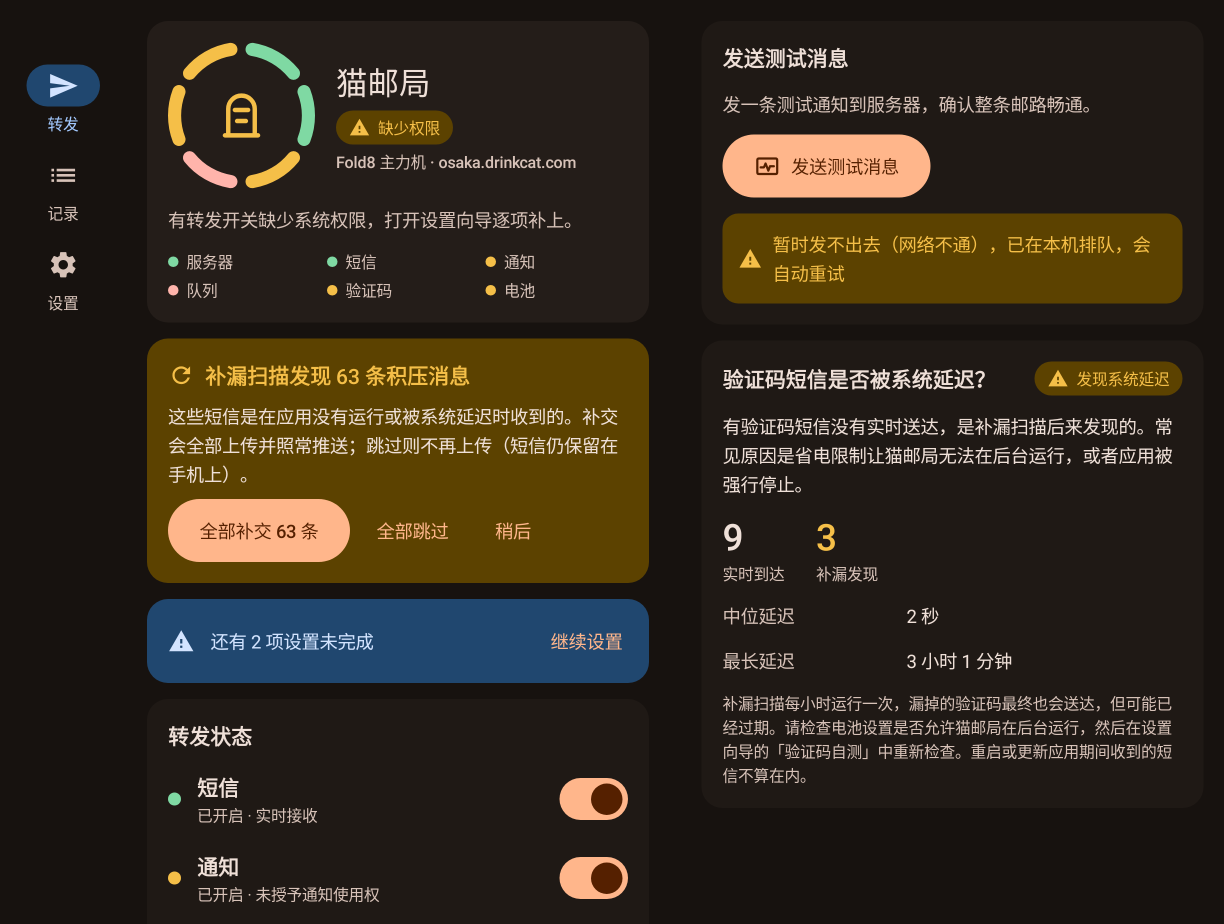 转发
记录
设置
猫邮局
缺少权限
Fold8 主力机 · osaka.drinkcat.com
有转发开关缺少系统权限，打开设置向导逐项补上。
服务器
短信
通知
队列
验证码
电池
补漏扫描发现 63 条积压消息
这些短信是在应用没有运行或被系统延迟时收到的。补交
会全部上传并照常推送；跳过则不再上传（短信仍保留在
手机上）。
全部补交 63 条
全部跳过
稍后
还有 2 项设置未完成
继续设置
转发状态
短信
已开启 · 实时接收
通知
已开启 · 未授予通知使用权
发送测试消息
发一条测试通知到服务器，确认整条邮路畅通。
发送测试消息
暂时发不出去（网络不通），已在本机排队，会
自动重试
验证码短信是否被系统延迟？
发现系统延迟
有验证码短信没有实时送达，是补漏扫描后来发现的。常
见原因是省电限制让猫邮局无法在后台运行，或者应用被
强行停止。
9
3
实时到达
补漏发现
中位延迟
2 秒
最长延迟
3 小时 1 分钟
补漏扫描每小时运行一次，漏掉的验证码最终也会送达，但可能已
经过期。请检查电池设置是否允许猫邮局在后台运行，然后在设置
向导的「验证码自测」中重新检查。重启或更新应用期间收到的短
信不算在内。